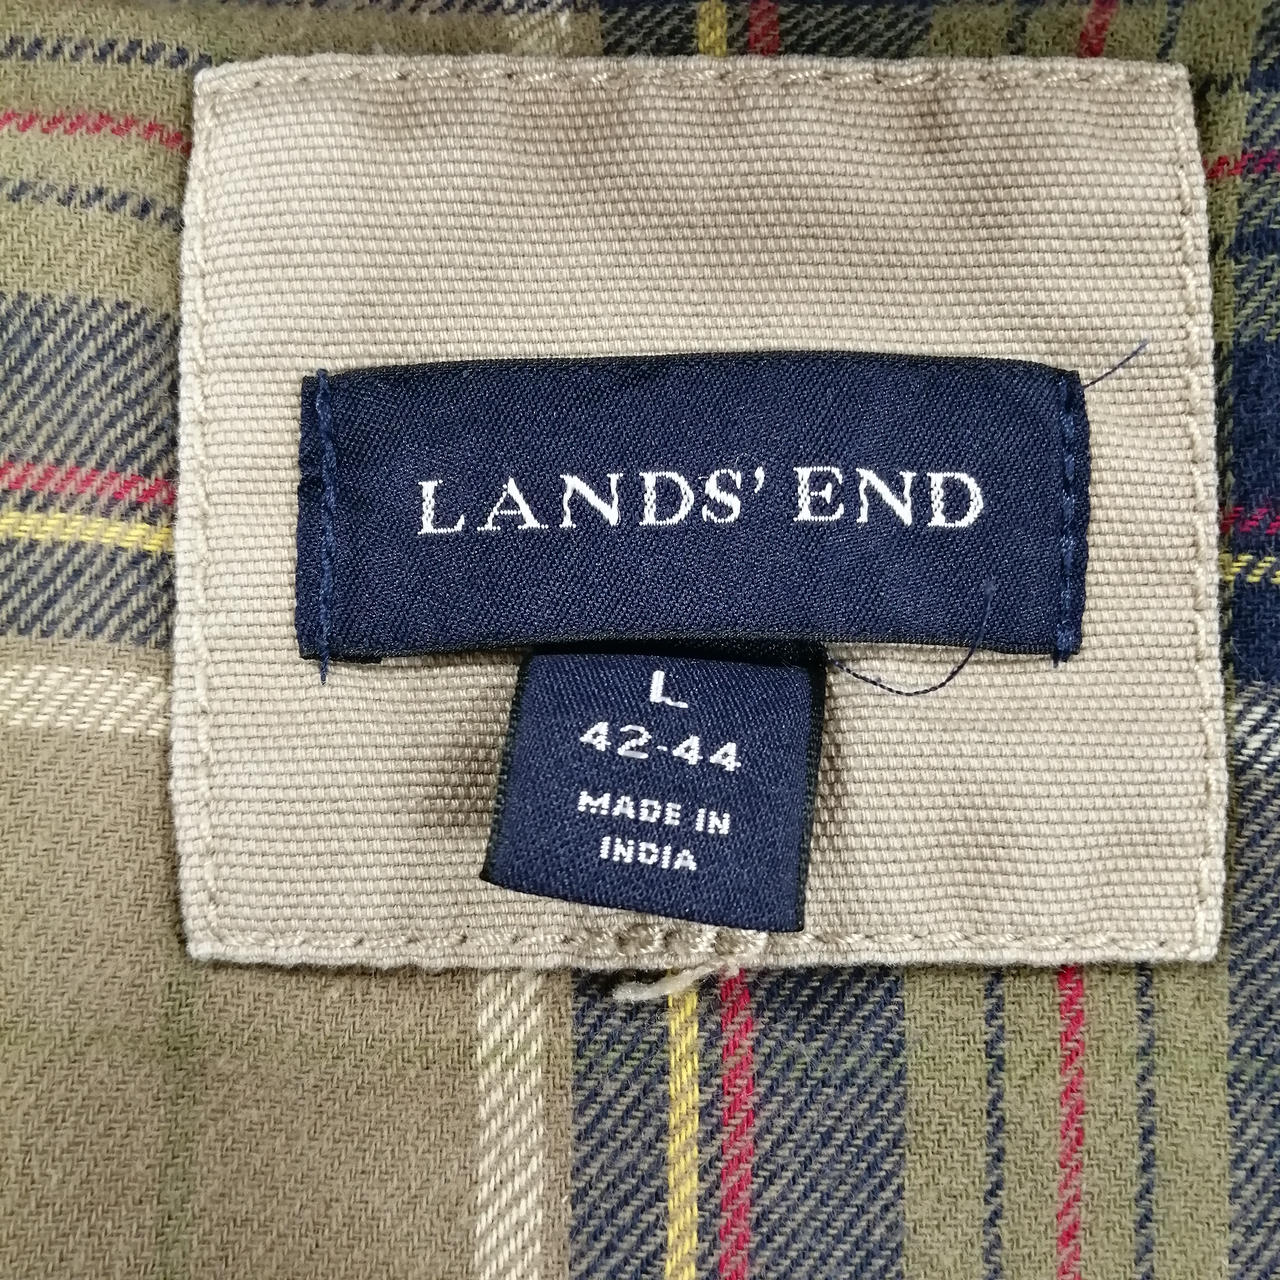 LANDS' END
L
42-44
MADE IN
INDIA